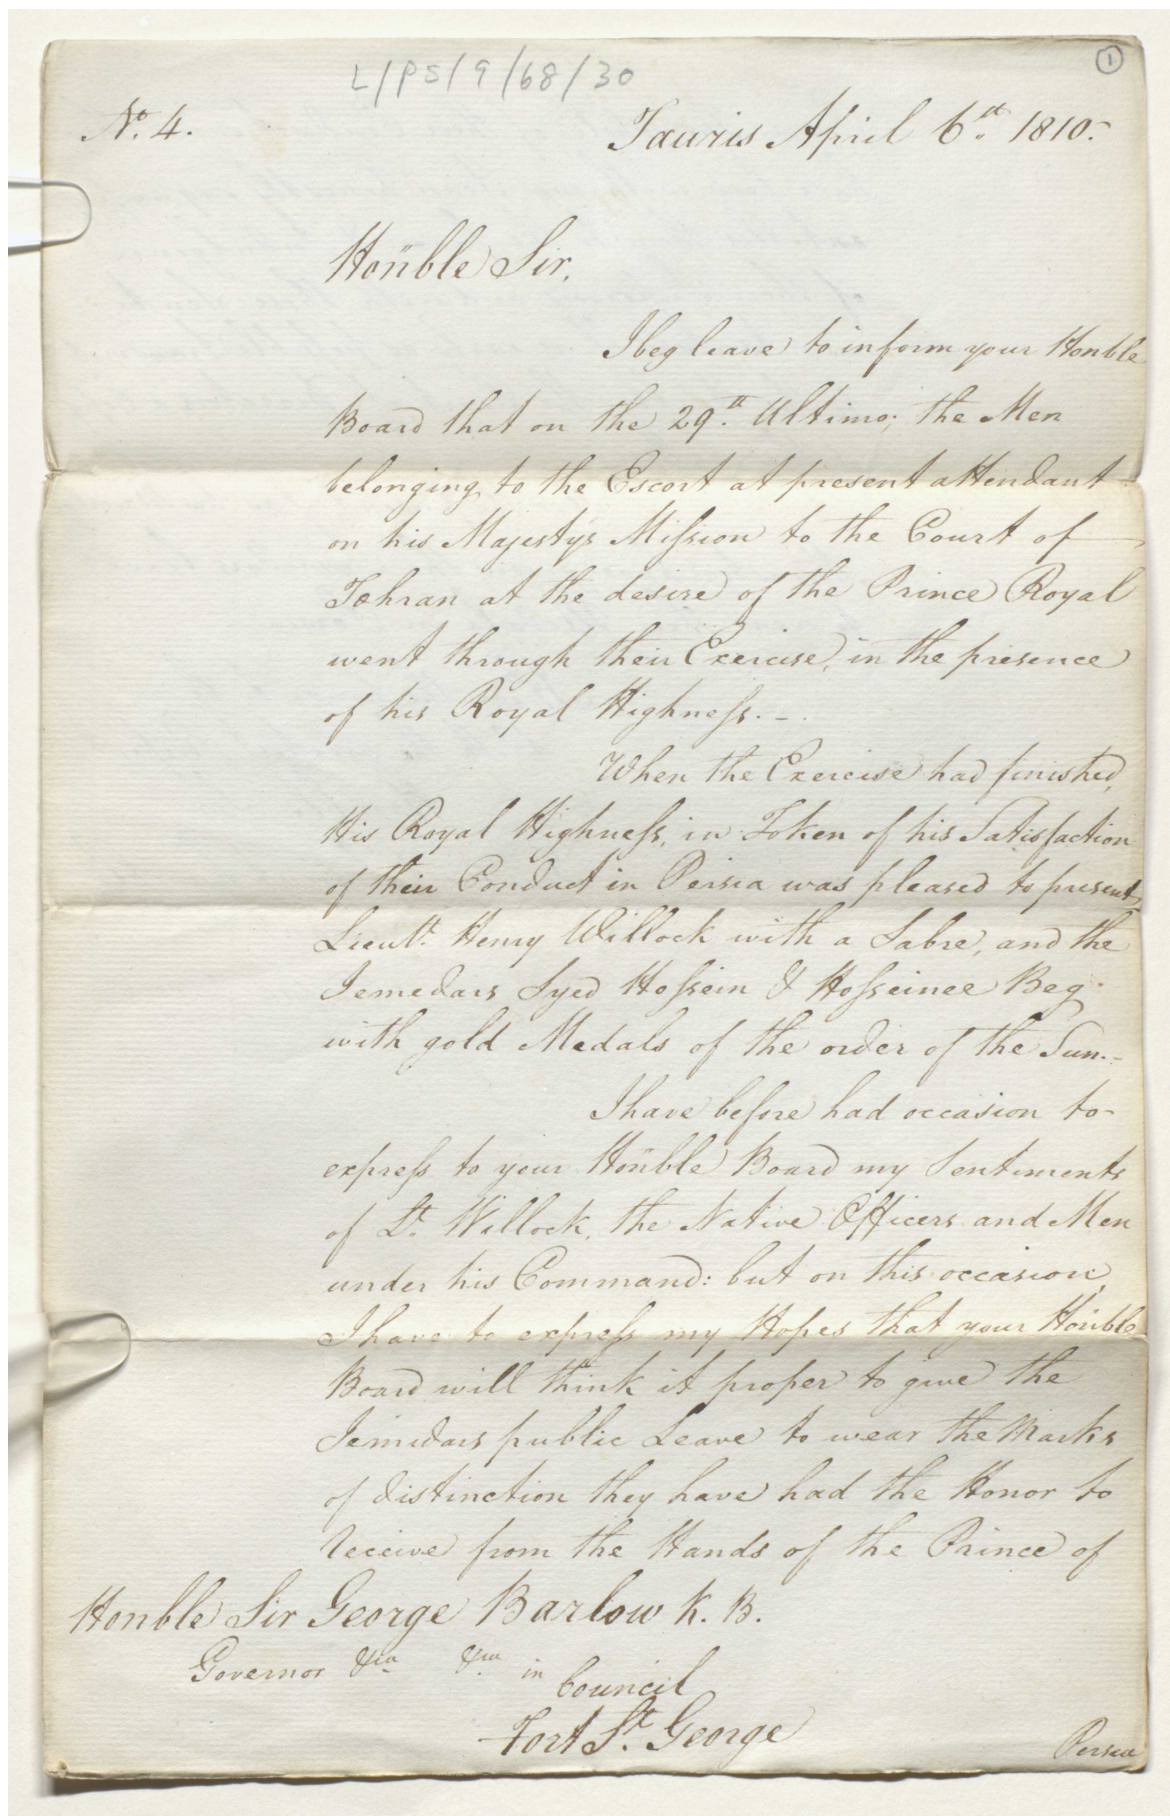 L/PS/9/68/30
1
No. 4.
Tauris April 6th 1810.
Honble Sir,
I beg leave to inform your Honble
Board that on the 29th. Ultimo; the Men
belonging to the Escort at present attendant
on his Majestys Mission to the Court of
Tehran at the desire of the Prince Royal
went through their Exercise, in the presence
of his Royal Highness. -
When the Exercise had finished,
His Royal Highness, in Token of his Satisfaction
of their Conduct in Persia was pleased to present
Lieut. Henry Willock with a Sabre, and the
Jemedars Syed Hossein & Hosseinee Beg
with gold Medals of the order of the Sun. -
I have before had occasion to
express to your Honble Board my Sentiments
of Lt. Willock, the Native Officers and Men
under his Command: but on this occasion
I have to express my Hopes that your Honble
Board will think it proper to give the
Jemidars public Leave to wear the Marks
of distinction they have had the Honor to
receive from the Hands of the Prince of
Honble Sir George Barlow K. B.
Governor &ca &ca in Council
Fort St. George
Persia